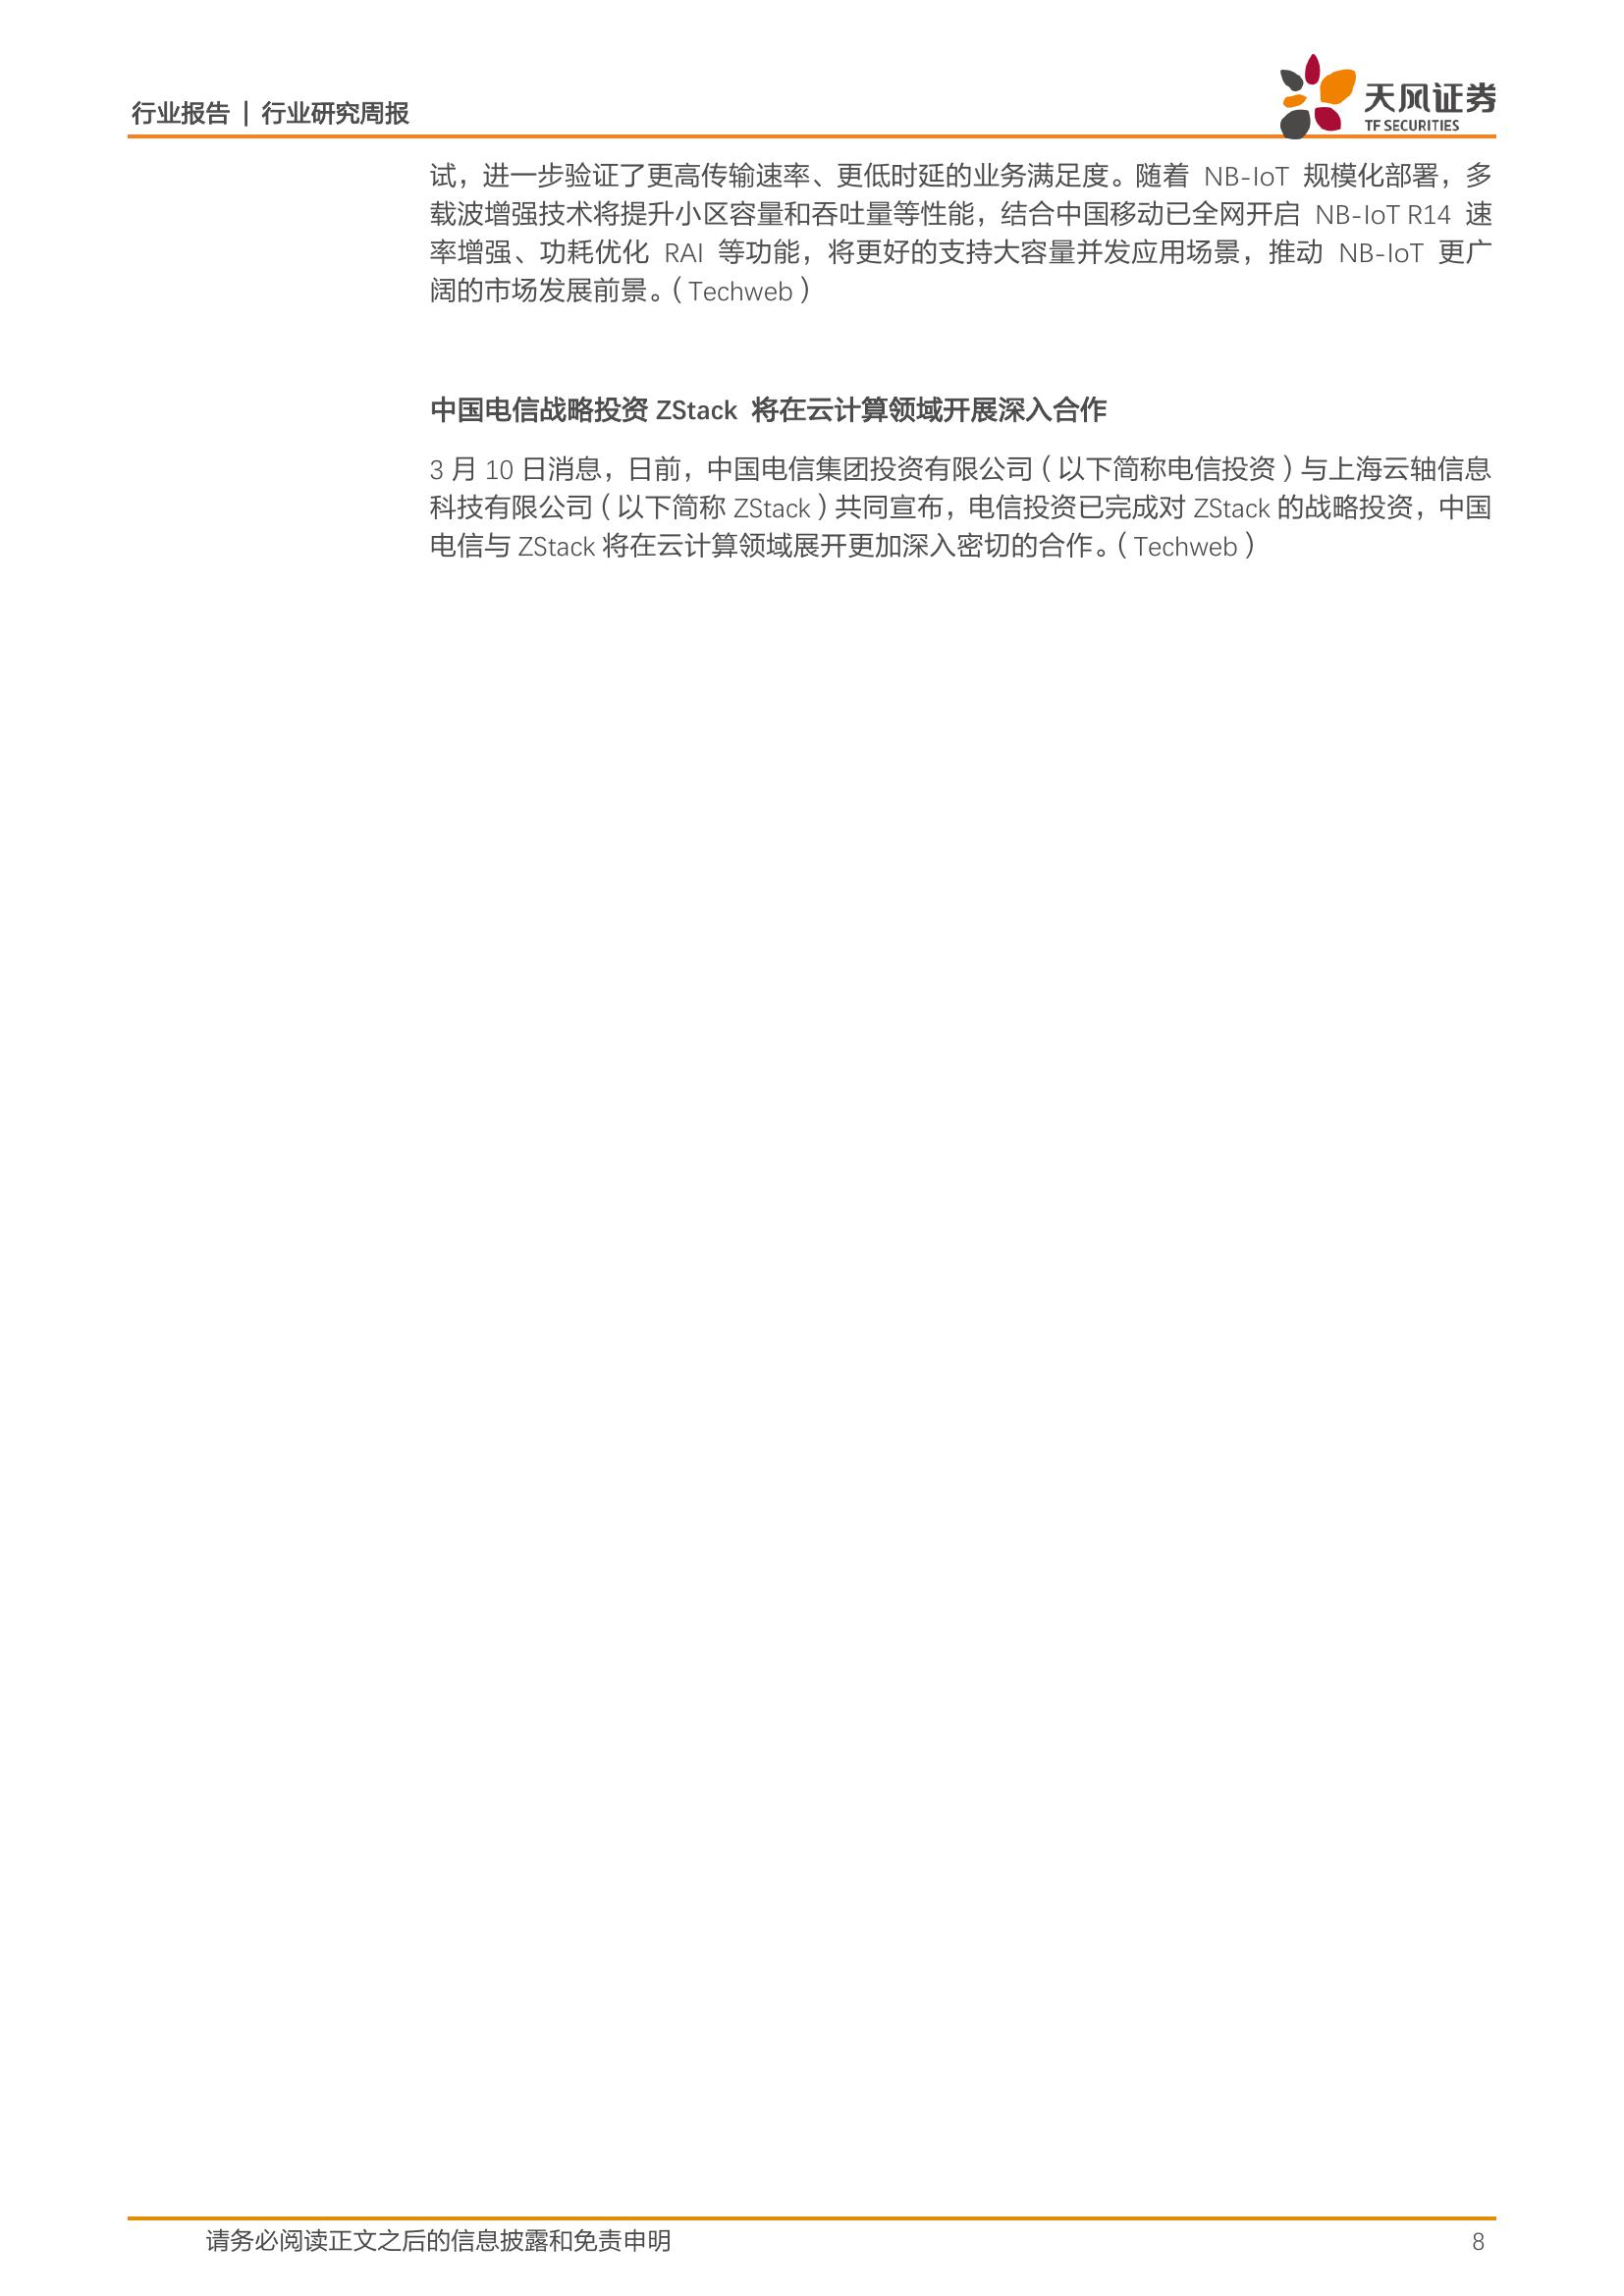 行业报告 | 行业研究周报
天风证券
TF SECURITIES
试，进一步验证了更高传输速率、更低时延的业务满足度。随着 NB-IoT 规模化部署，多
载波增强技术将提升小区容量和吞吐量等性能，结合中国移动已全网开启 NB-IoT R14 速
率增强、功耗优化 RAI 等功能，将更好的支持大容量并发应用场景，推动 NB-IoT 更广
阔的市场发展前景。（Techweb）
中国电信战略投资 ZStack 将在云计算领域开展深入合作
3 月 10 日消息，日前，中国电信集团投资有限公司（以下简称电信投资）与上海云轴信息
科技有限公司（以下简称 ZStack）共同宣布，电信投资已完成对 ZStack 的战略投资，中国
电信与 ZStack 将在云计算领域展开更加深入密切的合作。（Techweb）
请务必阅读正文之后的信息披露和免责申明
8